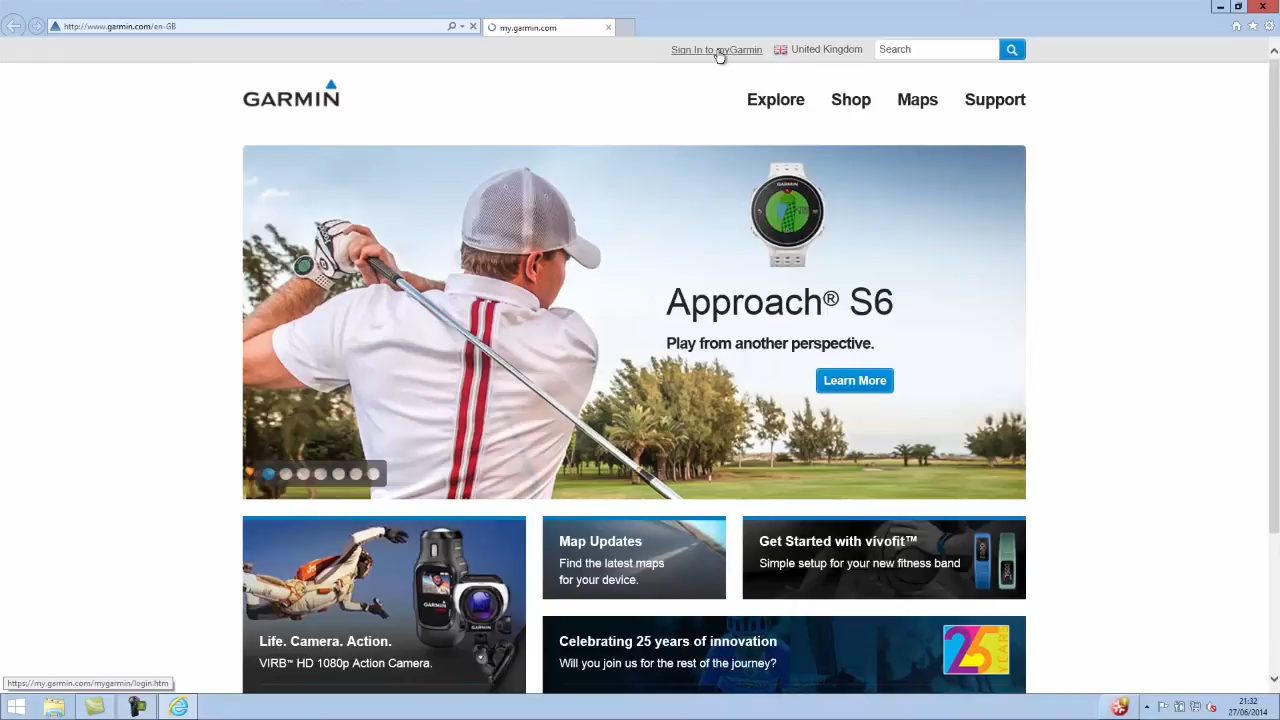 http://www.garmin.com/en-GB
my.garmin.com
Sign In to myGarmin
United Kingdom
Search
GARMIN
Explore
Shop
Maps
Support
GARMIN
Approach® S6
Play from another perspective.
Learn More
Life. Camera. Action.
VIRB™ HD 1080p Action Camera.
GARMIN
Map Updates
Find the latest maps
for your device.
Get Started with vívofit™
Simple setup for your new fitness band
Celebrating 25 years of innovation
Will you join us for the rest of the journey?
25
YEARS
https://my.garmin.com/mygarmin/login.htm
21:32
27/06/2014